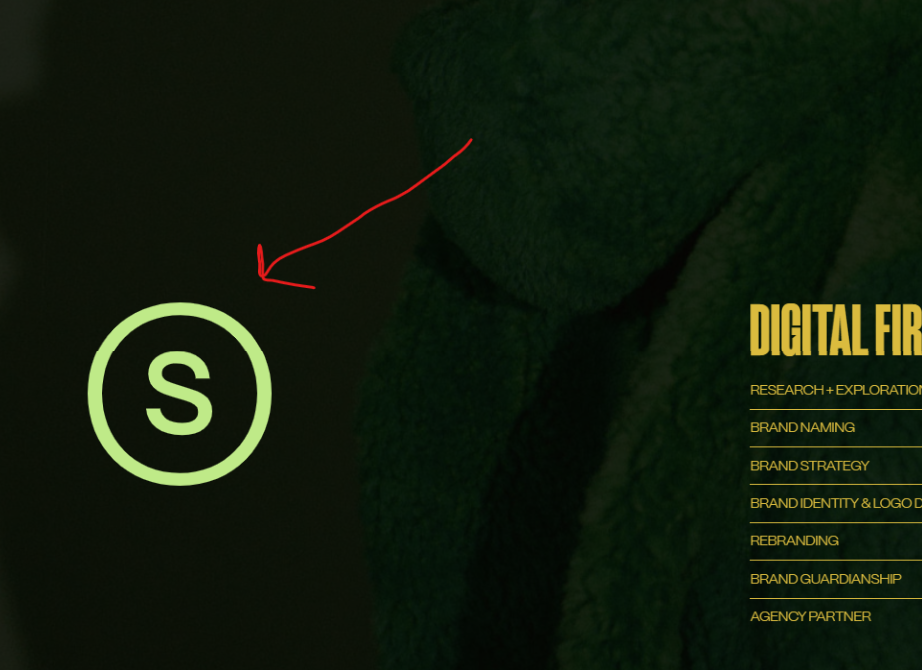 S
DIGITAL FIR
RESEARCH + EXPLORATION
BRAND NAMING
BRAND STRATEGY
BRAND IDENTITY & LOGO D
REBRANDING
BRAND GUARDIANSHIP
AGENCY PARTNER